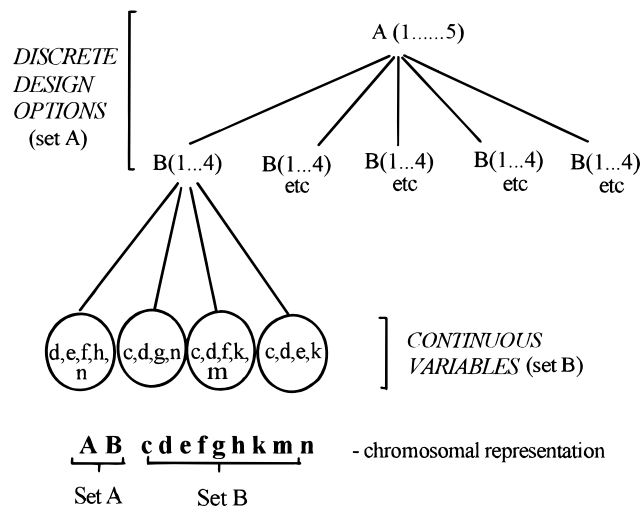 A (1......5)
DISCRETE
DESIGN
OPTIONS
(set A)
B(1...4) B(1...4) B(1...4) B(1...4) B(1...4)
etc etc etc etc
d,e,f,h,
n
c,d,g,n
c,d,f,k,
m
c,d,e,k
CONTINUOUS
VARIABLES (set B)
A B c d e f g h k m n - chromosomal representation
Set A Set B